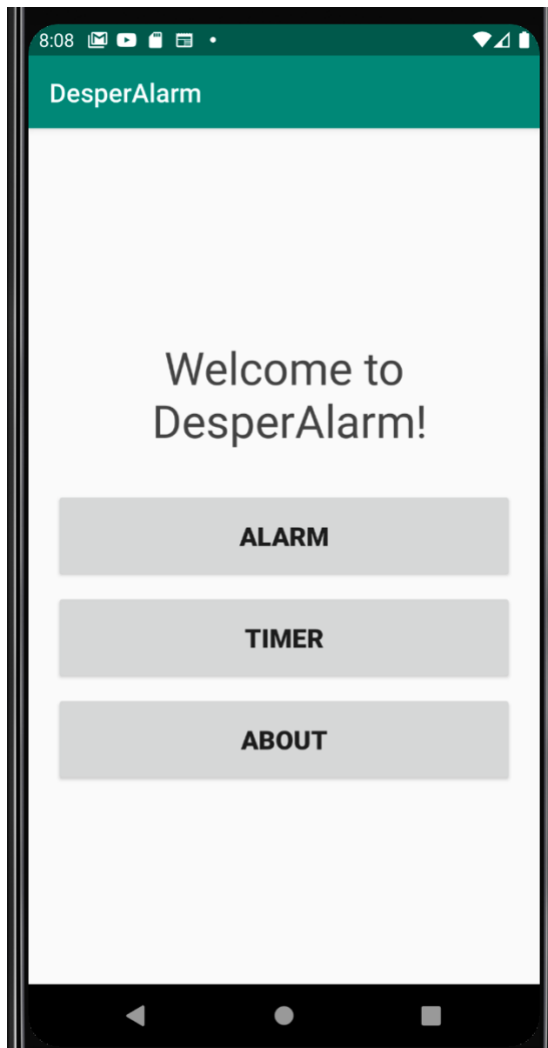 8:08
DesperAlarm
Welcome to
DesperAlarm!
ALARM
TIMER
ABOUT